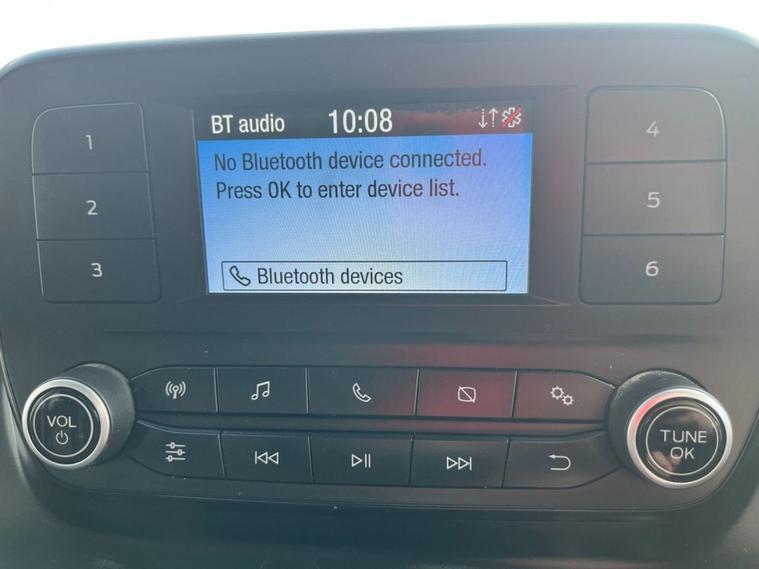 BT audio 10:08
No Bluetooth device connected.
Press OK to enter device list.
Bluetooth devices
1
2
3
4
5
6
VOL
TUNE
OK